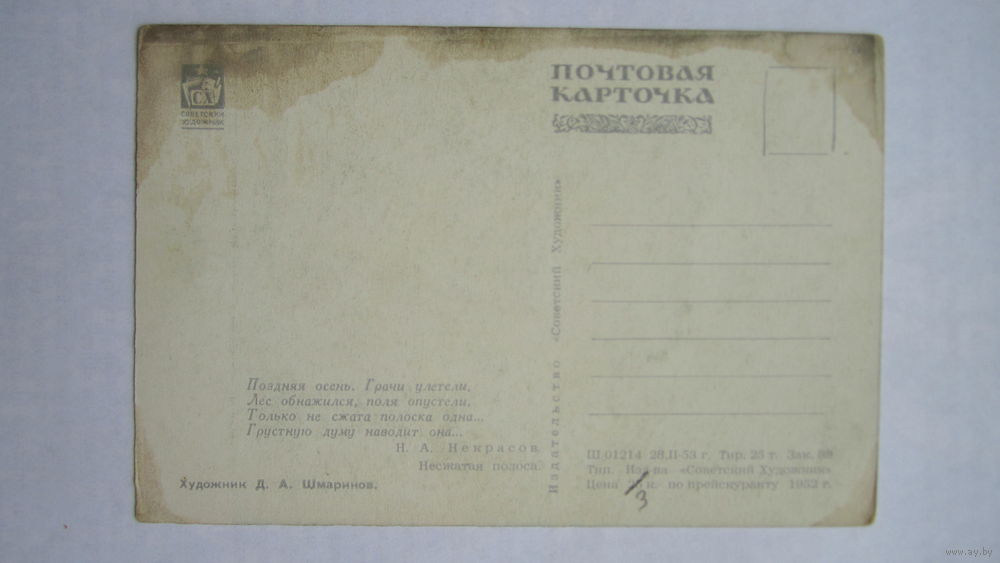 СХ
СОВЕТСКИЙ
ХУДОЖНИК
ПОЧТОВАЯ
КАРТОЧКА
Издательство «Советский Художник»
Поздняя осень. Грачи улетели,
Лес обнажился, поля опустели,
Только не сжата полоска одна...
Грустную думу наводит она...
Н. А. Некрасов
Несжатая полоса.
Художник Д. А. Шмаринов.
Ш 01214 28.II-53 г. Тир. 25 т. Зак.
Тип. Изд-ва «Советский Художник»
Цена к. по прейскуранту 1952 г.
/3
www.ay.by